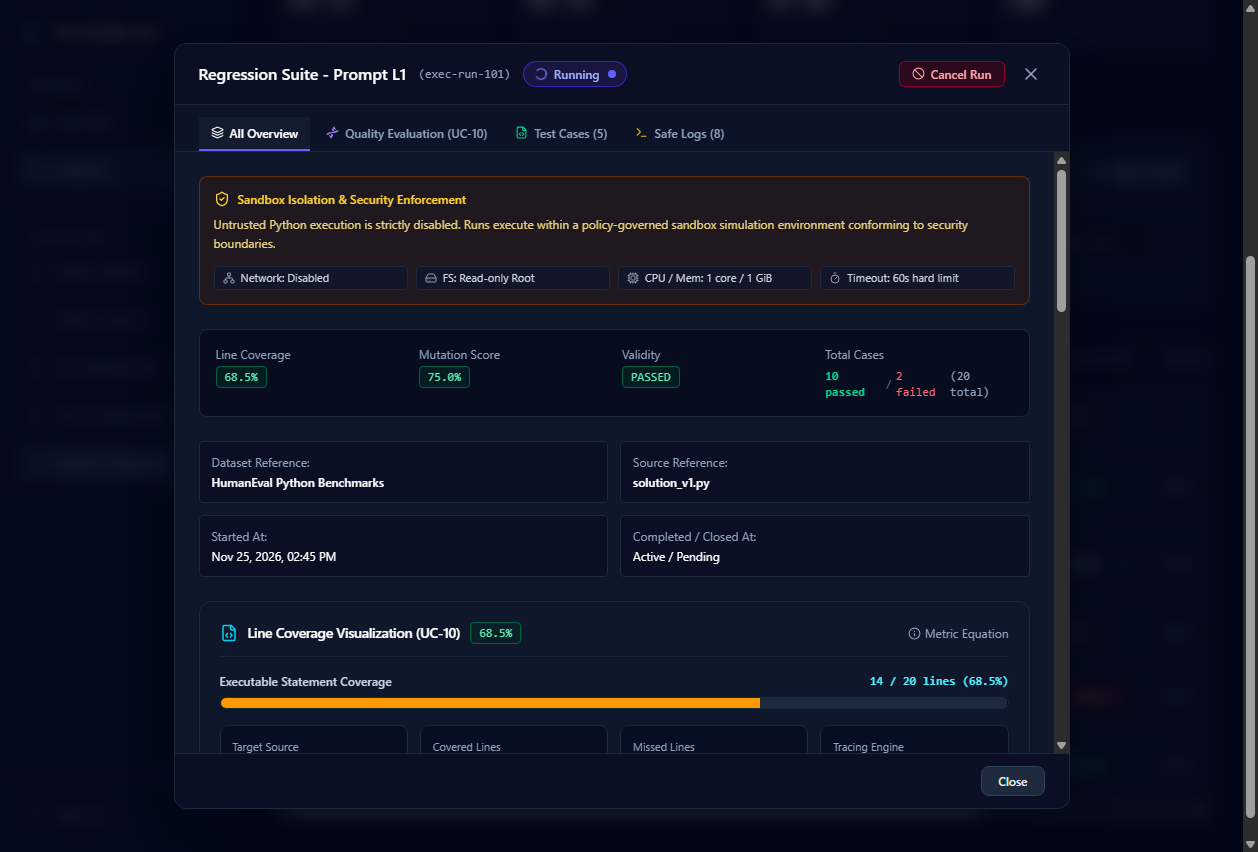 Regression Suite - Prompt L1 (exec-run-101) Running Cancel Run
All Overview Quality Evaluation (UC-10) Test Cases (5) Safe Logs (8)
Sandbox Isolation & Security Enforcement
Untrusted Python execution is strictly disabled. Runs execute within a policy-governed sandbox simulation environment conforming to security
boundaries.
Network: Disabled FS: Read-only Root CPU / Mem: 1 core / 1 GiB Timeout: 60s hard limit
Line Coverage Mutation Score Validity Total Cases
68.5% 75.0% PASSED 10 passed / 2 failed (20 total)
Dataset Reference: Source Reference:
HumanEval Python Benchmarks solution_v1.py
Started At: Completed / Closed At:
Nov 25, 2026, 02:45 PM Active / Pending
Line Coverage Visualization (UC-10) 68.5% Metric Equation
Executable Statement Coverage 14 / 20 lines (68.5%)
Target Source Covered Lines Missed Lines Tracing Engine
Close